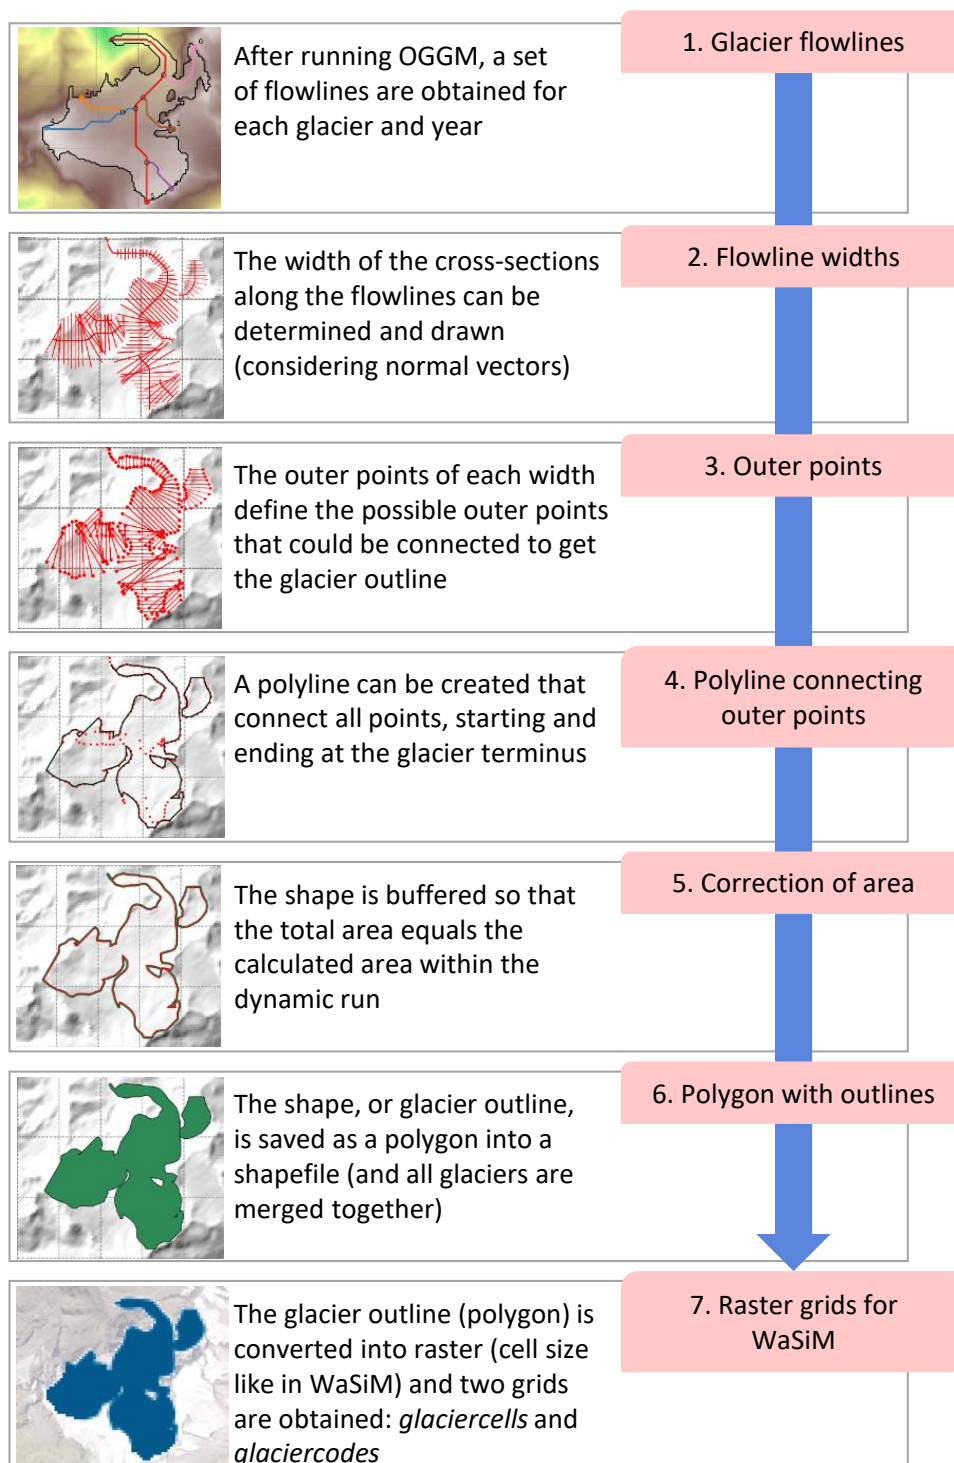 After running OGGM, a set
of flowlines are obtained for
each glacier and year
1. Glacier flowlines
The width of the cross-sections
along the flowlines can be
determined and drawn
(considering normal vectors)
2. Flowline widths
The outer points of each width
define the possible outer points
that could be connected to get
the glacier outline
3. Outer points
A polyline can be created that
connect all points, starting and
ending at the glacier terminus
4. Polyline connecting
outer points
The shape is buffered so that
the total area equals the
calculated area within the
dynamic run
5. Correction of area
The shape, or glacier outline,
is saved as a polygon into a
shapefile (and all glaciers are
merged together)
6. Polygon with outlines
The glacier outline (polygon) is
converted into raster (cell size
like in WaSiM) and two grids
are obtained: glaciercells and
glaciercodes
7. Raster grids for
WaSiM